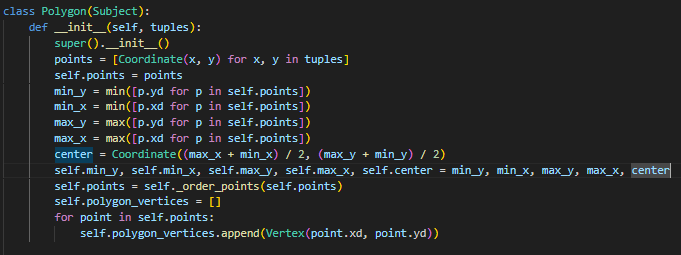 class Polygon(Subject):
    def __init__(self, tuples):
        super().__init__()
        points = [Coordinate(x, y) for x, y in tuples]
        self.points = points
        min_y = min([p.yd for p in self.points])
        min_x = min([p.xd for p in self.points])
        max_y = max([p.yd for p in self.points])
        max_x = max([p.xd for p in self.points])
        center = Coordinate((max_x + min_x) / 2, (max_y + min_y) / 2)
        self.min_y, self.min_x, self.max_y, self.max_x, self.center = min_y, min_x, max_y, max_x, center
        self.points = self._order_points(self.points)
        self.polygon_vertices = []
        for point in self.points:
            self.polygon_vertices.append(Vertex(point.xd, point.yd))